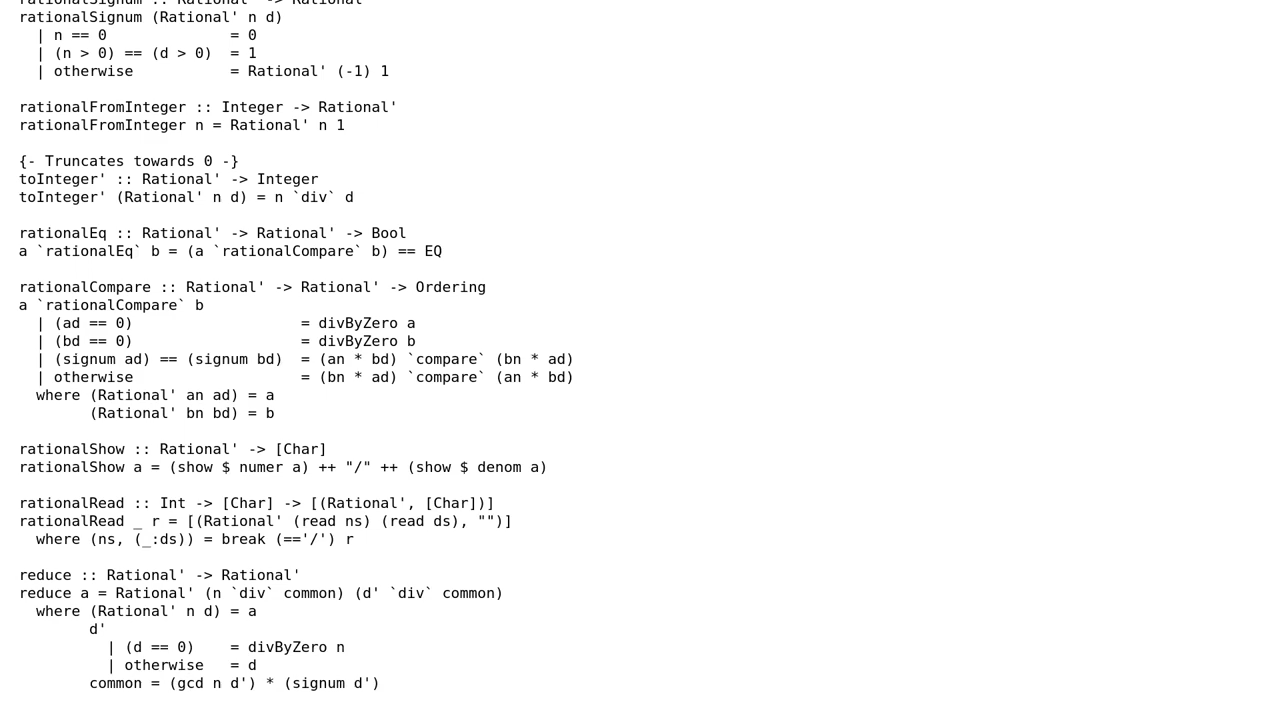 rationalSignum :: Rational' -> Rational'
rationalSignum (Rational' n d)
  | n == 0              = 0
  | (n > 0) == (d > 0)  = 1
  | otherwise           = Rational' (-1) 1

rationalFromInteger :: Integer -> Rational'
rationalFromInteger n = Rational' n 1

{- Truncates towards 0 -}
toInteger' :: Rational' -> Integer
toInteger' (Rational' n d) = n `div` d

rationalEq :: Rational' -> Rational' -> Bool
a `rationalEq` b = (a `rationalCompare` b) == EQ

rationalCompare :: Rational' -> Rational' -> Ordering
a `rationalCompare` b
  | (ad == 0)                   = divByZero a
  | (bd == 0)                   = divByZero b
  | (signum ad) == (signum bd)  = (an * bd) `compare` (bn * ad)
  | otherwise                   = (bn * ad) `compare` (an * bd)
  where (Rational' an ad) = a
        (Rational' bn bd) = b

rationalShow :: Rational' -> [Char]
rationalShow a = (show $ numer a) ++ "/" ++ (show $ denom a)

rationalRead :: Int -> [Char] -> [(Rational', [Char])]
rationalRead _ r = [(Rational' (read ns) (read ds), "")]
  where (ns, (_:ds)) = break (=='/') r

reduce :: Rational' -> Rational'
reduce a = Rational' (n `div` common) (d' `div` common)
  where (Rational' n d) = a
        d'
          | (d == 0)    = divByZero n
          | otherwise   = d
        common = (gcd n d') * (signum d')